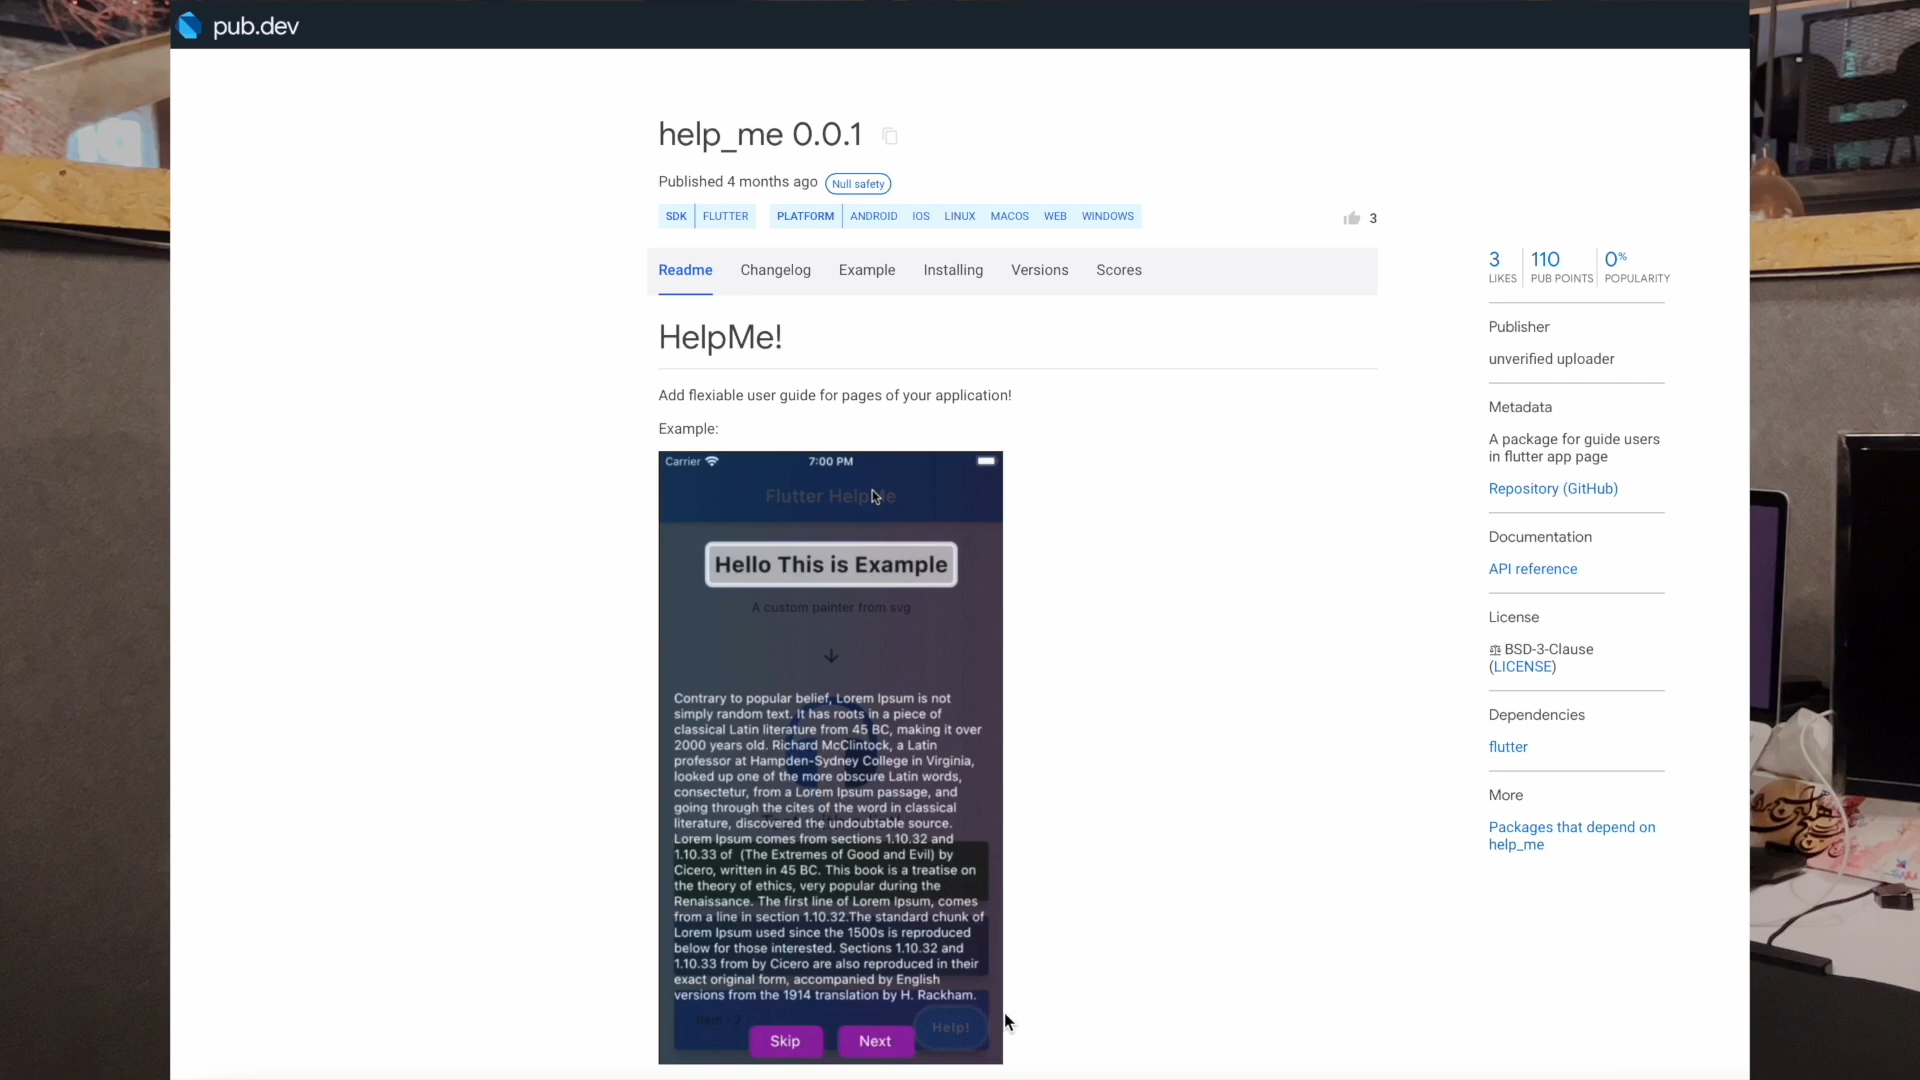 pub.dev
help_me 0.0.1
Published 4 months ago Null safety
SDK FLUTTER PLATFORM ANDROID IOS LINUX MACOS WEB WINDOWS
3
Readme Changelog Example Installing Versions Scores
HelpMe!
Add flexiable user guide for pages of your application!
Example:
Carrier 7:00 PM
Flutter HelpMe
Hello This is Example
A custom painter from svg
Contrary to popular belief, Lorem Ipsum is not
simply random text. It has roots in a piece of
classical Latin literature from 45 BC, making it over
2000 years old. Richard McClintock, a Latin
professor at Hampden-Sydney College in Virginia,
looked up one of the more obscure Latin words,
consectetur, from a Lorem Ipsum passage, and
going through the cites of the word in classical
literature, discovered the undoubtable source.
Lorem Ipsum comes from sections 1.10.32 and
1.10.33 of (The Extremes of Good and Evil) by
Cicero, written in 45 BC. This book is a treatise on
the theory of ethics, very popular during the
Renaissance. The first line of Lorem Ipsum, comes
from a line in section 1.10.32.The standard chunk of
Lorem Ipsum used since the 1500s is reproduced
below for those interested. Sections 1.10.32 and
1.10.33 from by Cicero are also reproduced in their
exact original form, accompanied by English
versions from the 1914 translation by H. Rackham.
Item : 2
Skip Next Help!
3 110 0%
LIKES PUB POINTS POPULARITY
Publisher
unverified uploader
Metadata
A package for guide users
in flutter app page
Repository (GitHub)
Documentation
API reference
License
BSD-3-Clause
(LICENSE)
Dependencies
flutter
More
Packages that depend on
help_me